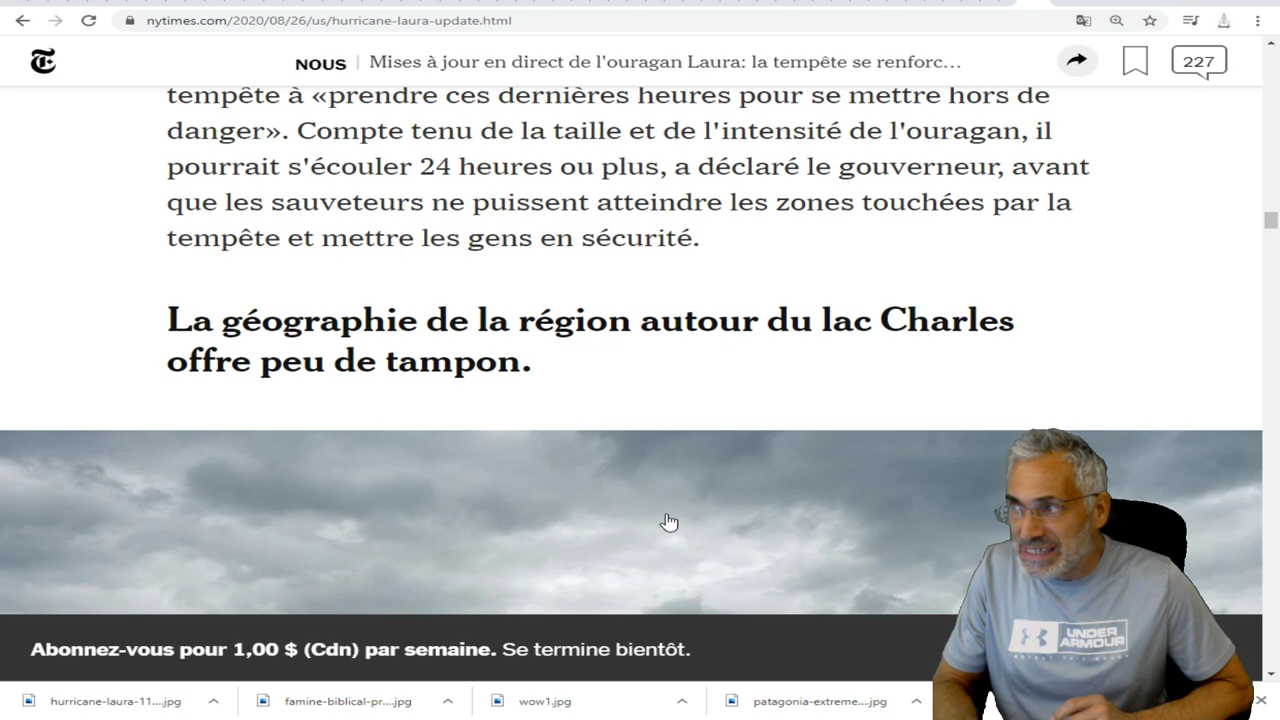 nytimes.com/2020/08/26/us/hurricane-laura-update.html
T
NOUS | Mises à jour en direct de l'ouragan Laura: la tempête se renforc...
227
tempête à «prendre ces dernières heures pour se mettre hors de
danger». Compte tenu de la taille et de l'intensité de l'ouragan, il
pourrait s'écouler 24 heures ou plus, a déclaré le gouverneur, avant
que les sauveteurs ne puissent atteindre les zones touchées par la
tempête et mettre les gens en sécurité.
La géographie de la région autour du lac Charles
offre peu de tampon.
Abonnez-vous pour 1,00 $ (Cdn) par semaine. Se termine bientôt.
UNDER
ARMOUR
hurricane-laura-11....jpg
famine-biblical-pr....jpg
wow1.jpg
patagonia-extreme....jpg